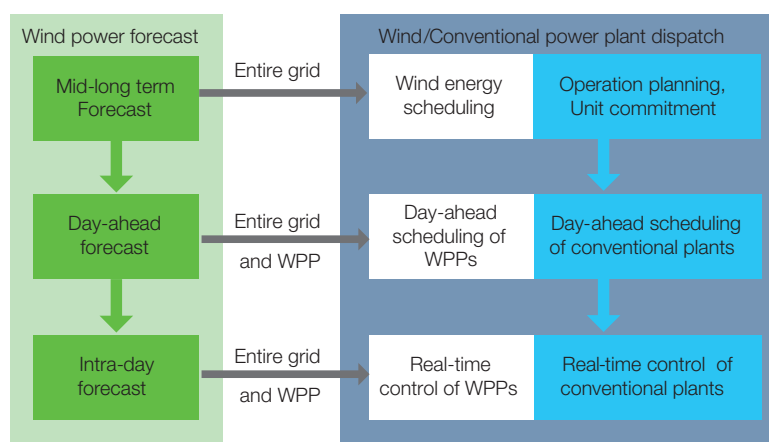 Wind power forecast
Wind/Conventional power plant dispatch
Mid-long term
Forecast
Entire grid
Wind energy
scheduling
Operation planning,
Unit commitment
Day-ahead
forecast
Entire grid
and WPP
Day-ahead
scheduling of
WPPs
Day-ahead scheduling
of conventional plants
Intra-day
forecast
Entire grid
and WPP
Real-time
control of WPPs
Real-time control of
conventional plants